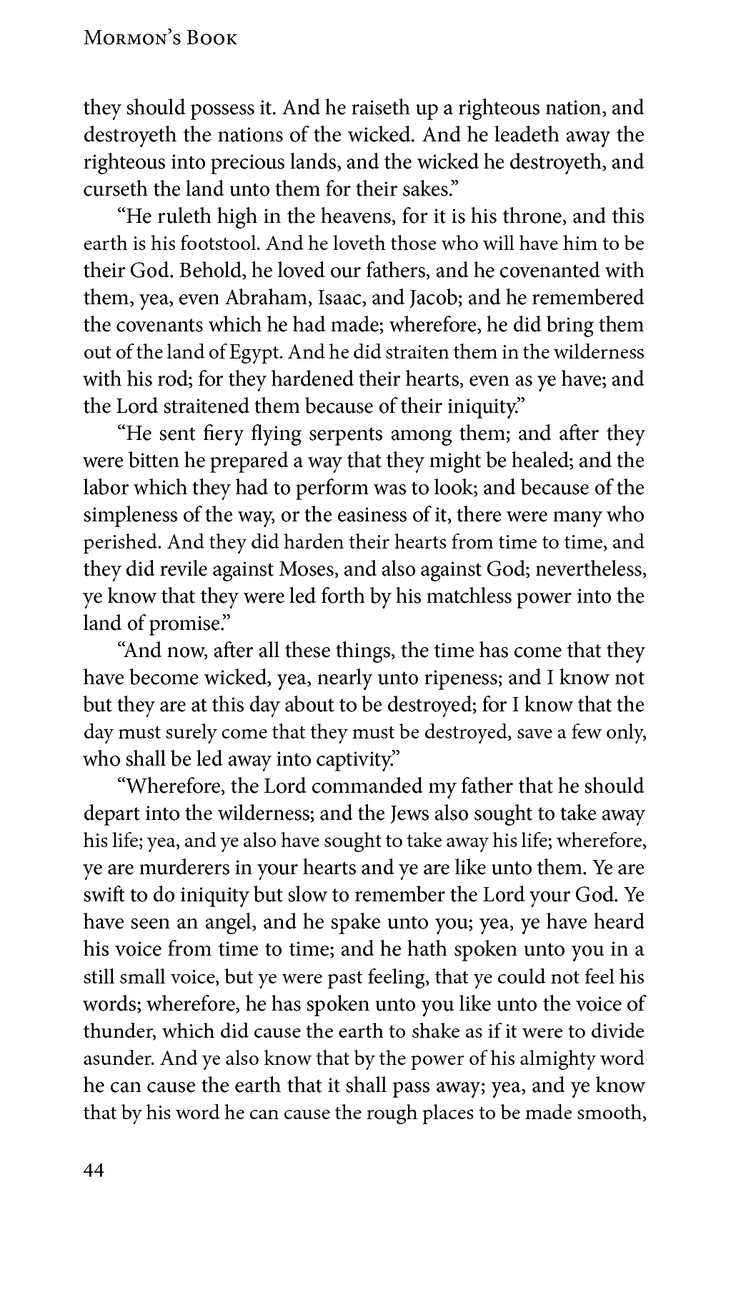 Mormon’s Book
they should possess it. And he raiseth up a righteous nation, and
destroyeth the nations of the wicked. And he leadeth away the
righteous into precious lands, and the wicked he destroyeth, and
curseth the land unto them for their sakes.”
“He ruleth high in the heavens, for it is his throne, and this
earth is his footstool. And he loveth those who will have him to be
their God. Behold, he loved our fathers, and he covenanted with
them, yea, even Abraham, Isaac, and Jacob; and he remembered
the covenants which he had made; wherefore, he did bring them
out of the land of Egypt. And he did straiten them in the wilderness
with his rod; for they hardened their hearts, even as ye have; and
the Lord straitened them because of their iniquity.”
“He sent fiery flying serpents among them; and after they
were bitten he prepared a way that they might be healed; and the
labor which they had to perform was to look; and because of the
simpleness of the way, or the easiness of it, there were many who
perished. And they did harden their hearts from time to time, and
they did revile against Moses, and also against God; nevertheless,
ye know that they were led forth by his matchless power into the
land of promise.”
“And now, after all these things, the time has come that they
have become wicked, yea, nearly unto ripeness; and I know not
but they are at this day about to be destroyed; for I know that the
day must surely come that they must be destroyed, save a few only,
who shall be led away into captivity.”
“Wherefore, the Lord commanded my father that he should
depart into the wilderness; and the Jews also sought to take away
his life; yea, and ye also have sought to take away his life; wherefore,
ye are murderers in your hearts and ye are like unto them. Ye are
swift to do iniquity but slow to remember the Lord your God. Ye
have seen an angel, and he spake unto you; yea, ye have heard
his voice from time to time; and he hath spoken unto you in a
still small voice, but ye were past feeling, that ye could not feel his
words; wherefore, he has spoken unto you like unto the voice of
thunder, which did cause the earth to shake as if it were to divide
asunder. And ye also know that by the power of his almighty word
he can cause the earth that it shall pass away; yea, and ye know
that by his word he can cause the rough places to be made smooth,
44